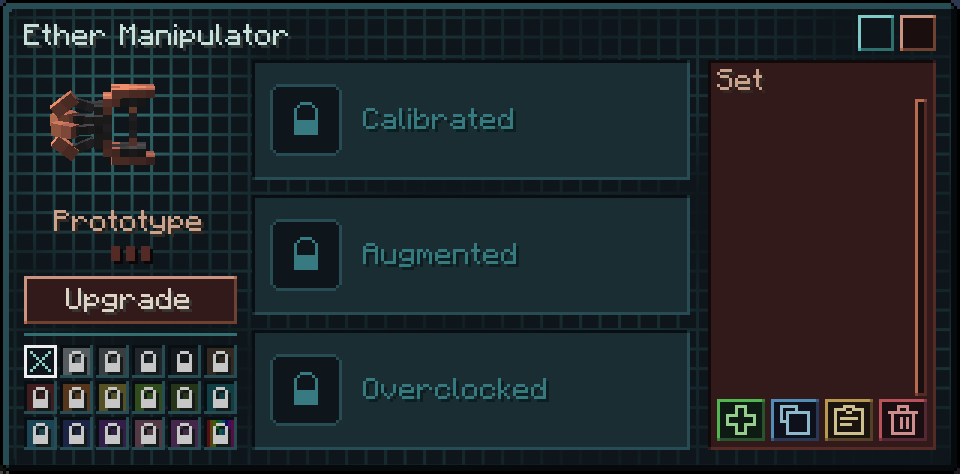 Ether Manipulator
Prototype
Upgrade
Calibrated
Augmented
Overclocked
Set